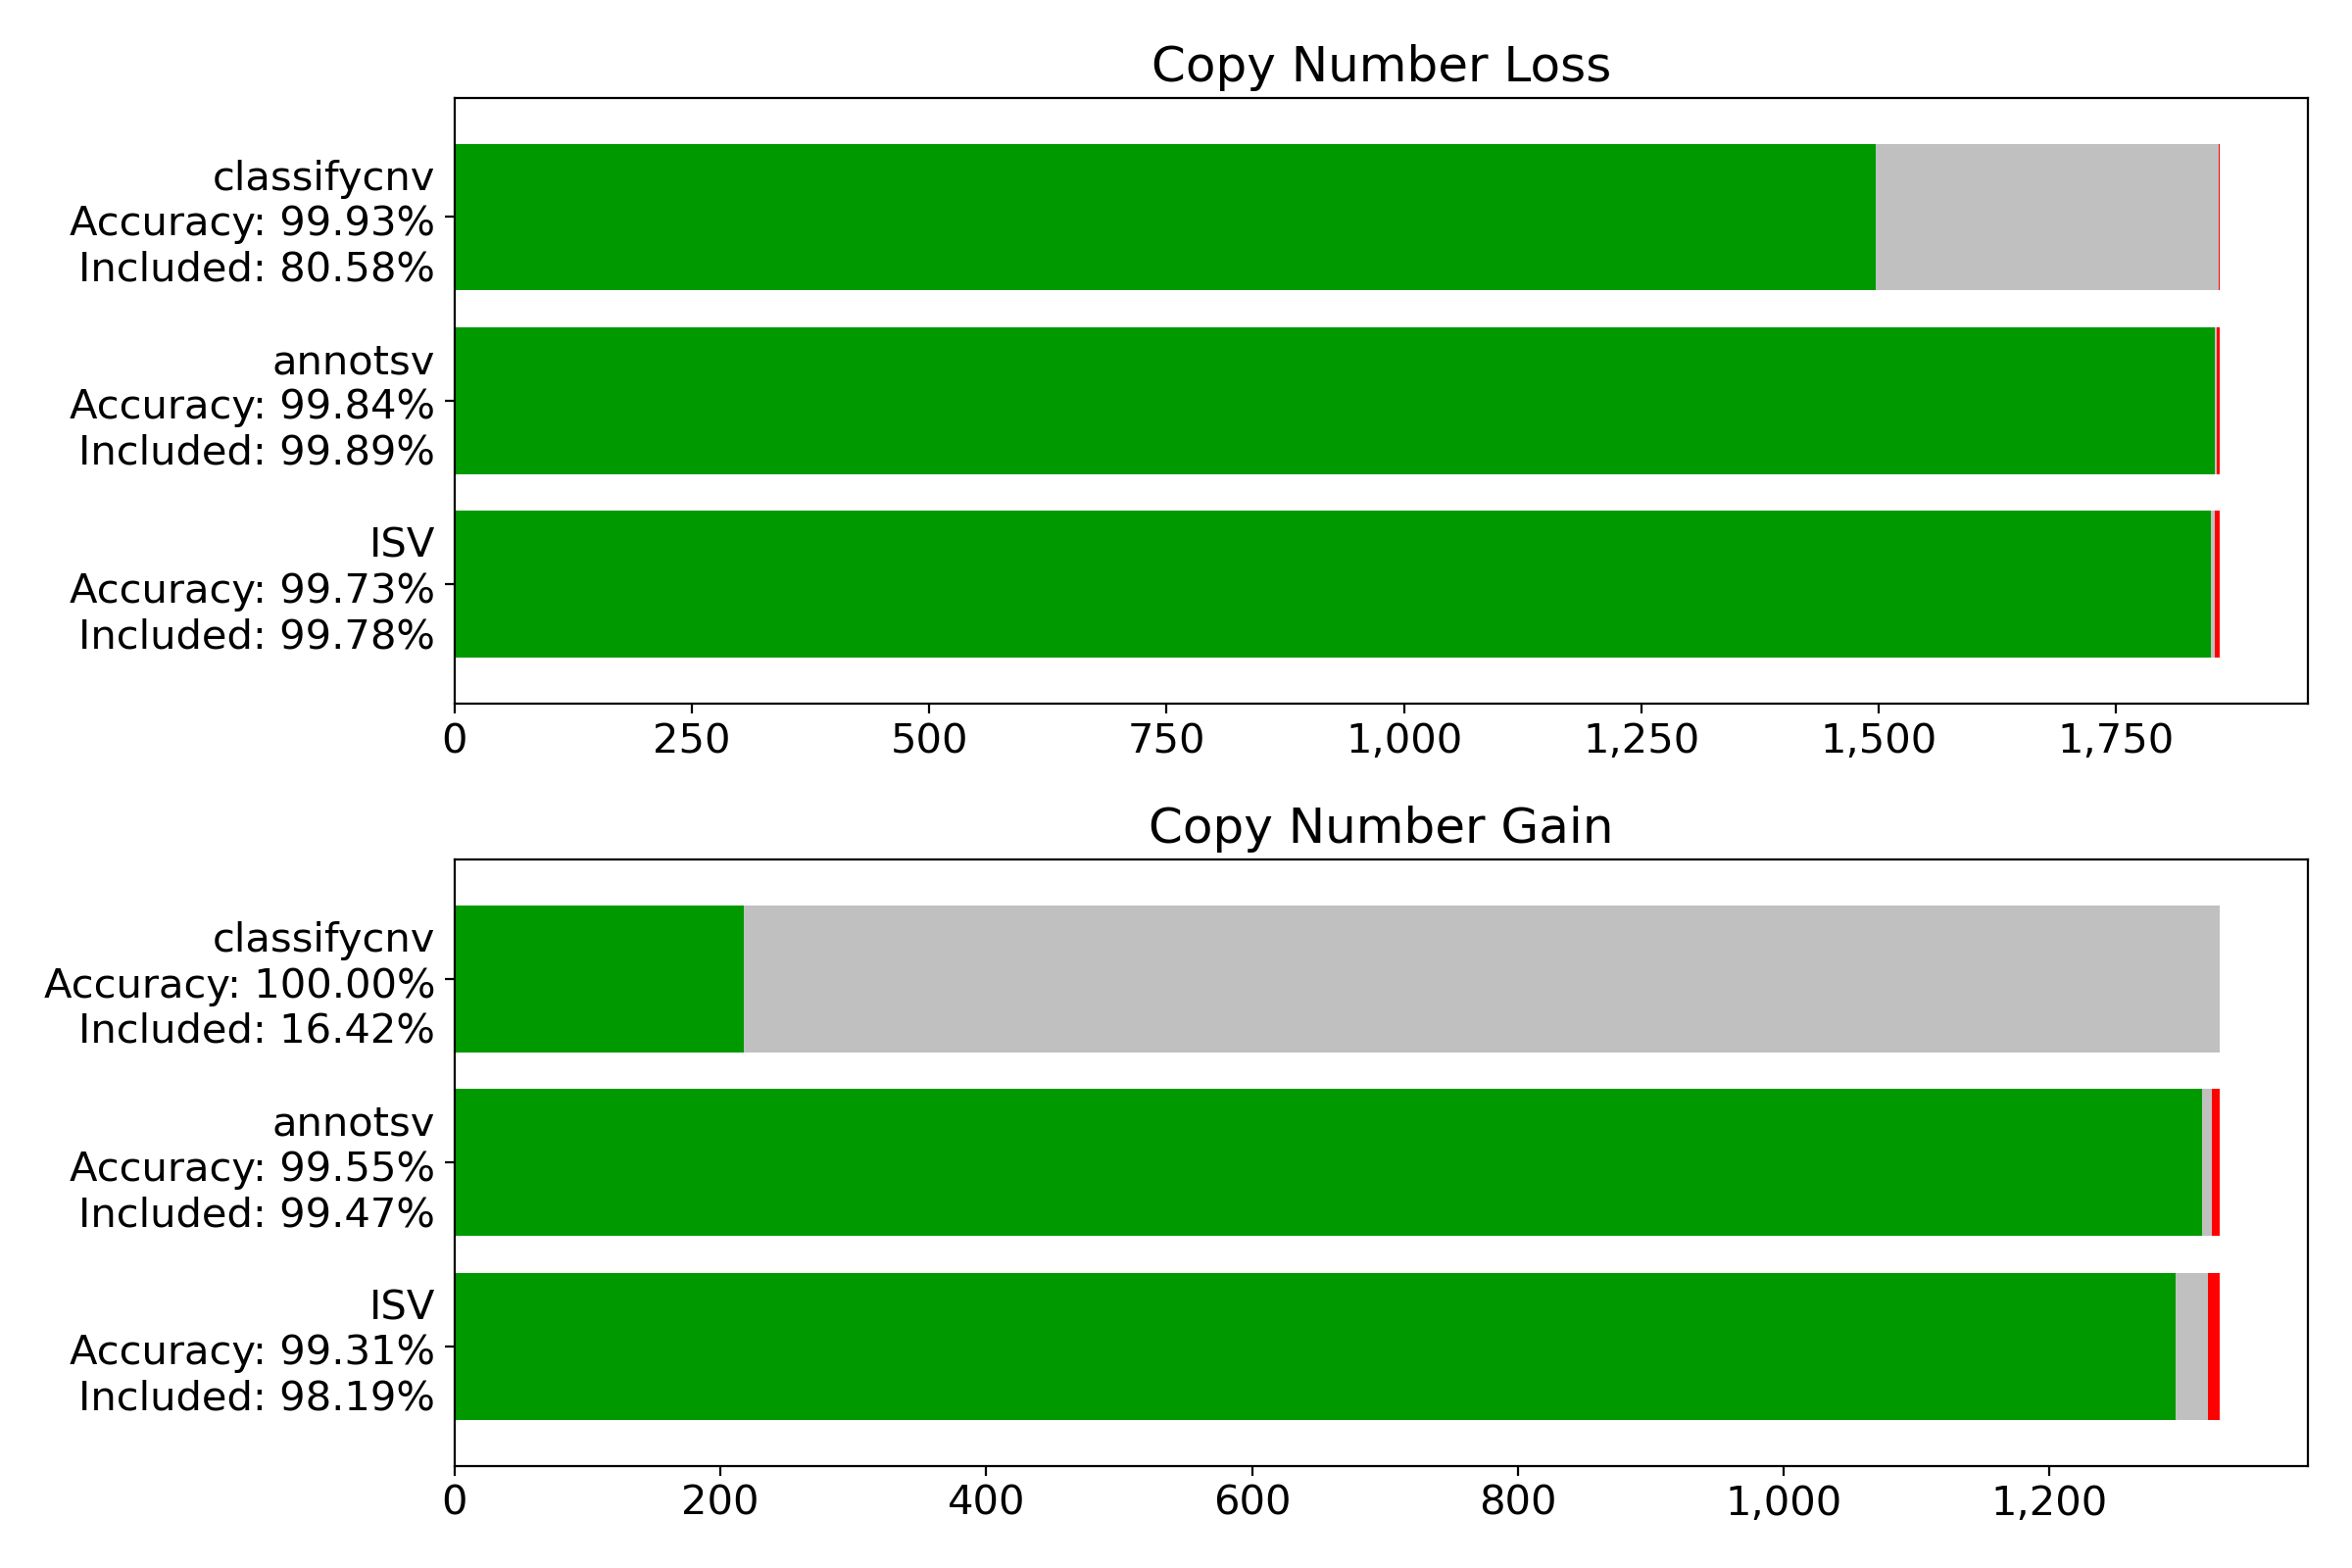 Copy Number Loss
classifycnv
Accuracy: 99.93%
Included: 80.58%
annotsv
Accuracy: 99.84%
Included: 99.89%
ISV
Accuracy: 99.73%
Included: 99.78%
0 250 500 750 1,000 1,250 1,500 1,750
Copy Number Gain
classifycnv
Accuracy: 100.00%
Included: 16.42%
annotsv
Accuracy: 99.55%
Included: 99.47%
ISV
Accuracy: 99.31%
Included: 98.19%
0 200 400 600 800 1,000 1,200